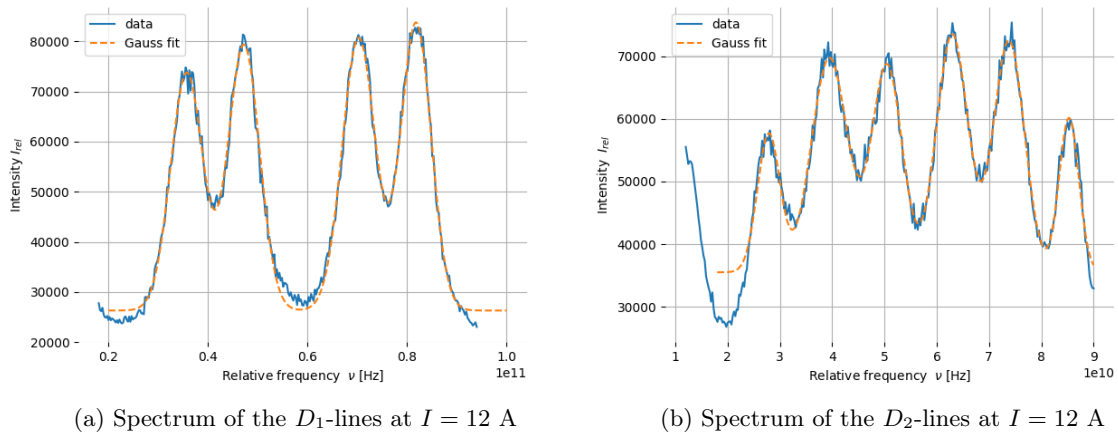 data
Gauss fit
80000
70000
60000
50000
40000
30000
20000
Intensity I_rel
0.2
0.4
0.6
0.8
1.0
1e11
Relative frequency ν [Hz]
(a) Spectrum of the D₁-lines at I = 12 A
data
Gauss fit
70000
60000
50000
40000
30000
Intensity I_rel
1
2
3
4
5
6
7
8
9
1e10
Relative frequency ν [Hz]
(b) Spectrum of the D₂-lines at I = 12 A